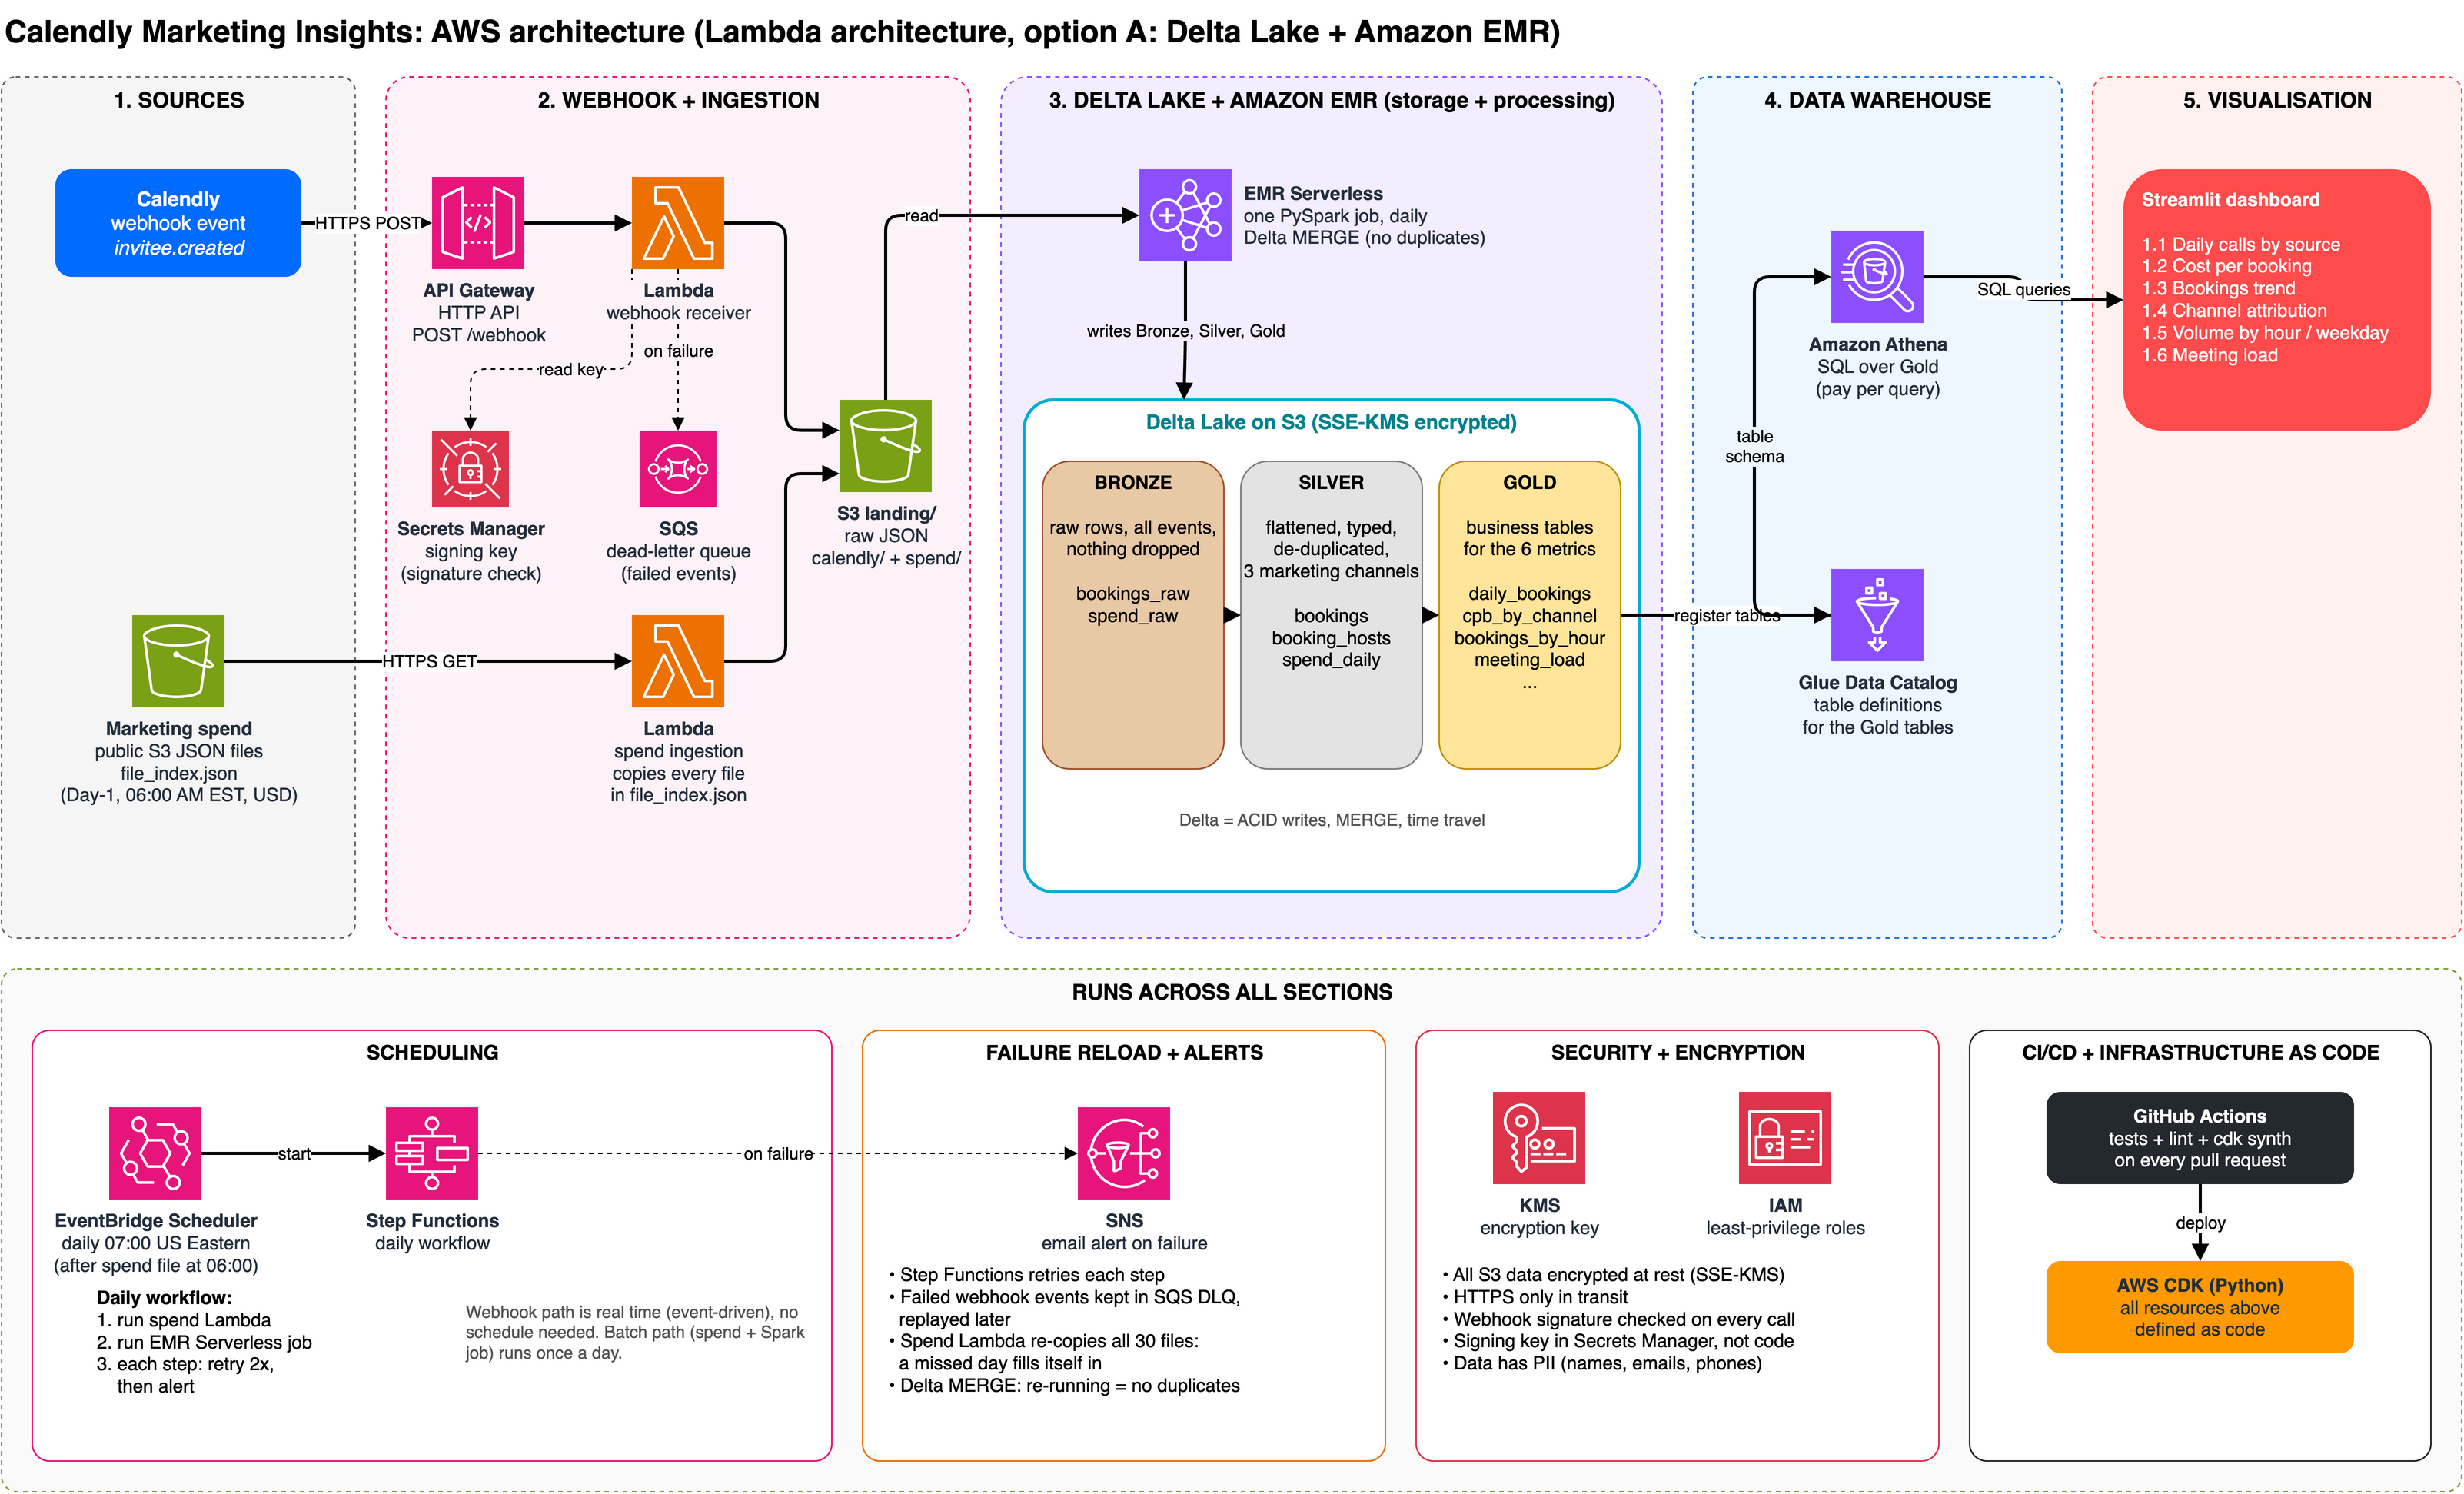 Calendly Marketing Insights: AWS architecture (Lambda architecture, option A: Delta Lake + Amazon EMR)
1. SOURCES
Calendly
webhook event
invitee.created
HTTPS POST
Marketing spend
public S3 JSON files
file_index.json
(Day-1, 06:00 AM EST, USD)
HTTPS GET
2. WEBHOOK + INGESTION
API Gateway
HTTP API
POST /webhook
Lambda
webhook receiver
read key
on failure
Secrets Manager
signing key
(signature check)
SQS
dead-letter queue
(failed events)
S3 landing/
raw JSON
calendly/ + spend/
Lambda
spend ingestion
copies every file
in file_index.json
3. DELTA LAKE + AMAZON EMR (storage + processing)
read
EMR Serverless
one PySpark job, daily
Delta MERGE (no duplicates)
writes Bronze, Silver, Gold
Delta Lake on S3 (SSE-KMS encrypted)
BRONZE
raw rows, all events,
nothing dropped
bookings_raw
spend_raw
SILVER
flattened, typed,
de-duplicated,
3 marketing channels
bookings
booking_hosts
spend_daily
GOLD
business tables
for the 6 metrics
daily_bookings
cpb_by_channel
bookings_by_hour
meeting_load
...
Delta = ACID writes, MERGE, time travel
register tables
4. DATA WAREHOUSE
Amazon Athena
SQL over Gold
(pay per query)
table
schema
Glue Data Catalog
table definitions
for the Gold tables
SQL queries
5. VISUALISATION
Streamlit dashboard
1.1 Daily calls by source
1.2 Cost per booking
1.3 Bookings trend
1.4 Channel attribution
1.5 Volume by hour / weekday
1.6 Meeting load
RUNS ACROSS ALL SECTIONS
SCHEDULING
EventBridge Scheduler
daily 07:00 US Eastern
(after spend file at 06:00)
start
Step Functions
daily workflow
on failure
Daily workflow:
1. run spend Lambda
2. run EMR Serverless job
3. each step: retry 2x,
then alert
Webhook path is real time (event-driven), no
schedule needed. Batch path (spend + Spark
job) runs once a day.
FAILURE RELOAD + ALERTS
SNS
email alert on failure
• Step Functions retries each step
• Failed webhook events kept in SQS DLQ,
replayed later
• Spend Lambda re-copies all 30 files:
a missed day fills itself in
• Delta MERGE: re-running = no duplicates
SECURITY + ENCRYPTION
KMS
encryption key
IAM
least-privilege roles
• All S3 data encrypted at rest (SSE-KMS)
• HTTPS only in transit
• Webhook signature checked on every call
• Signing key in Secrets Manager, not code
• Data has PII (names, emails, phones)
CI/CD + INFRASTRUCTURE AS CODE
GitHub Actions
tests + lint + cdk synth
on every pull request
deploy
AWS CDK (Python)
all resources above
defined as code